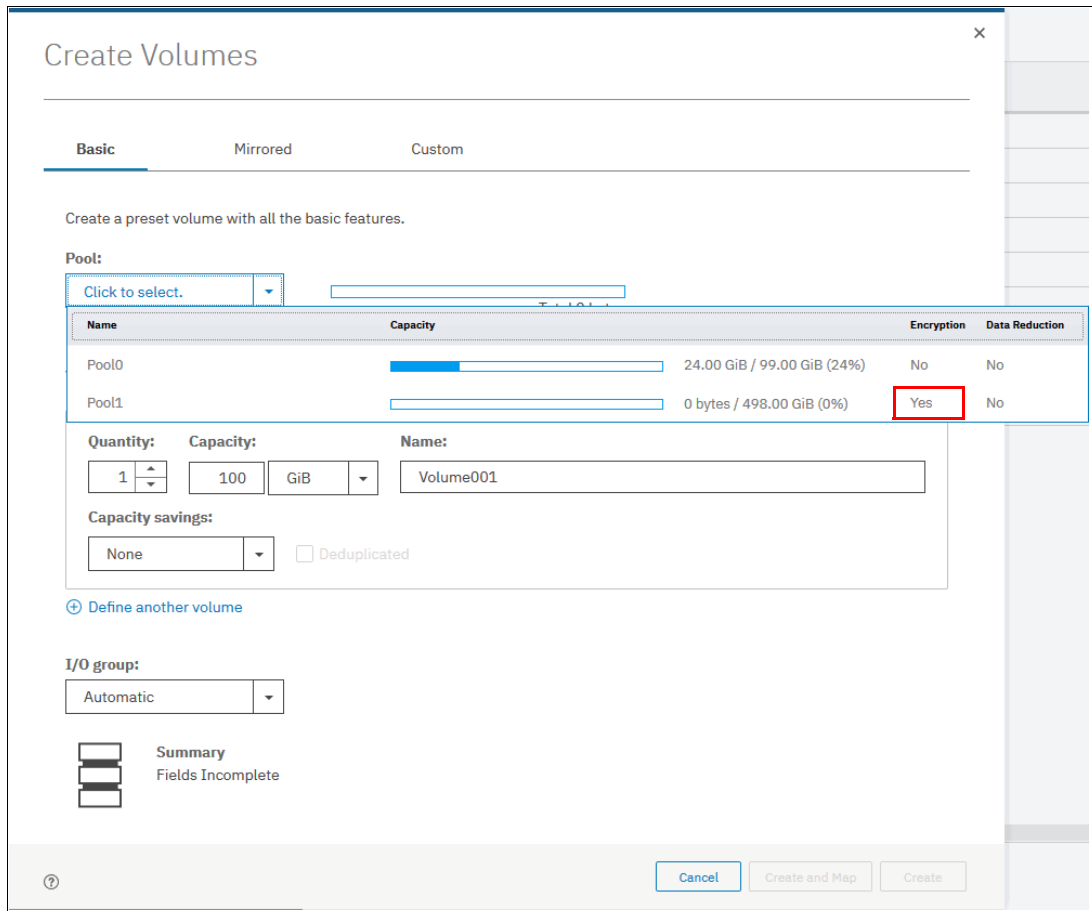 Create Volumes
Basic Mirrored Custom
Create a preset volume with all the basic features.
Pool:
Click to select.
Name Capacity Encryption Data Reduction
Pool0 24.00 GiB / 99.00 GiB (24%) No No
Pool1 0 bytes / 498.00 GiB (0%) Yes No
Quantity: Capacity: Name:
1 100 GiB Volume001
Capacity savings:
None Deduplicated
Define another volume
I/O group:
Automatic
Summary
Fields Incomplete
Cancel Create and Map Create